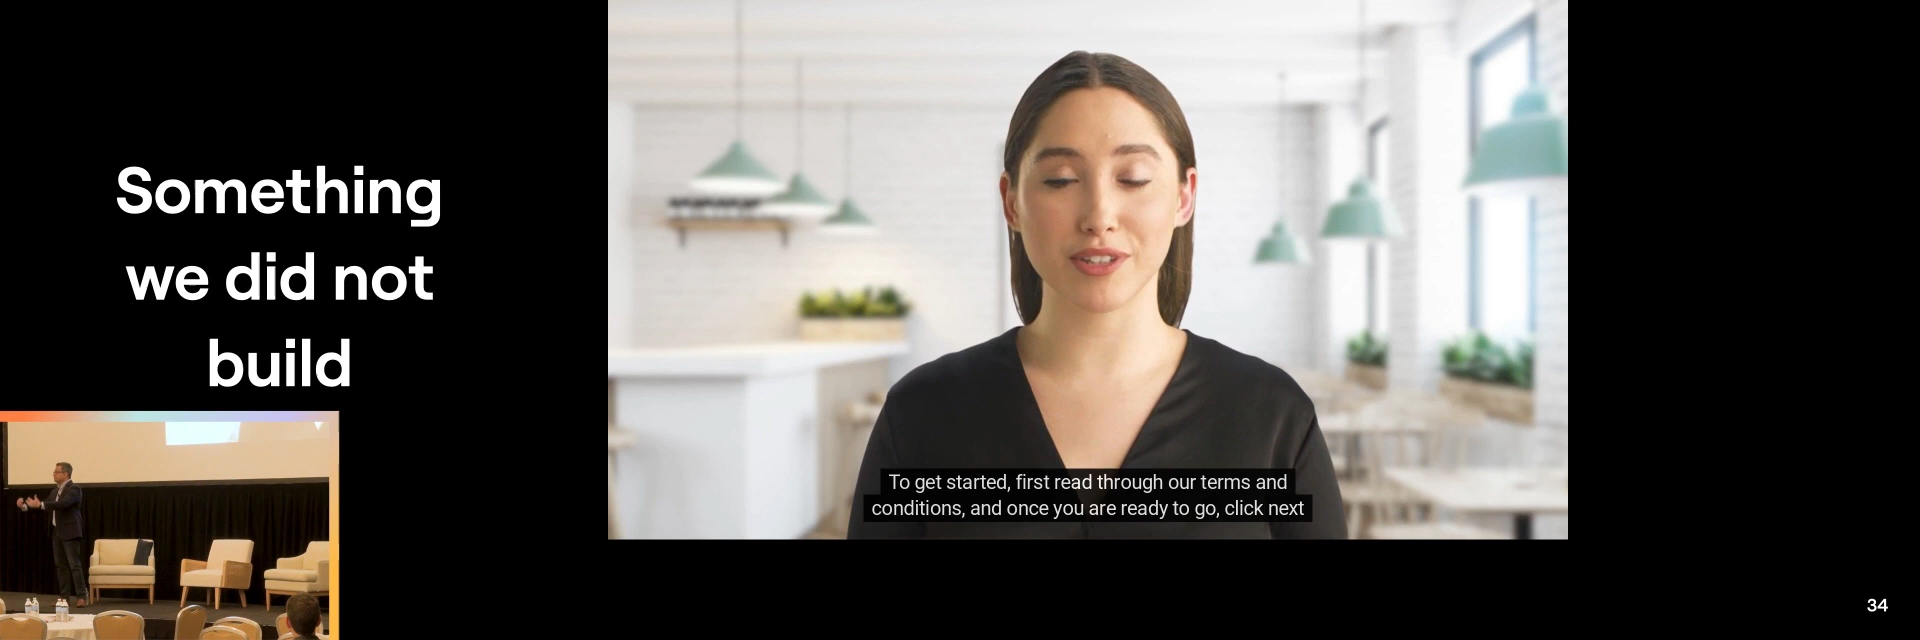 Something
we did not
build
To get started, first read through our terms and
conditions, and once you are ready to go, click next
34